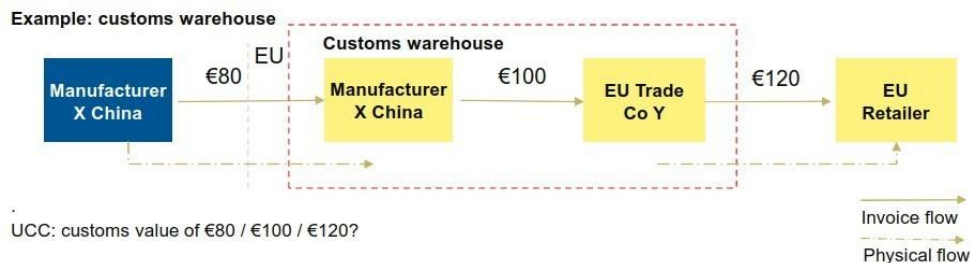 Example: customs warehouse
Customs warehouse
EU
€80
€100
€120
Manufacturer
X China
Manufacturer
X China
EU Trade
Co Y
EU
Retailer
.
UCC: customs value of €80 / €100 / €120?
Invoice flow
Physical flow